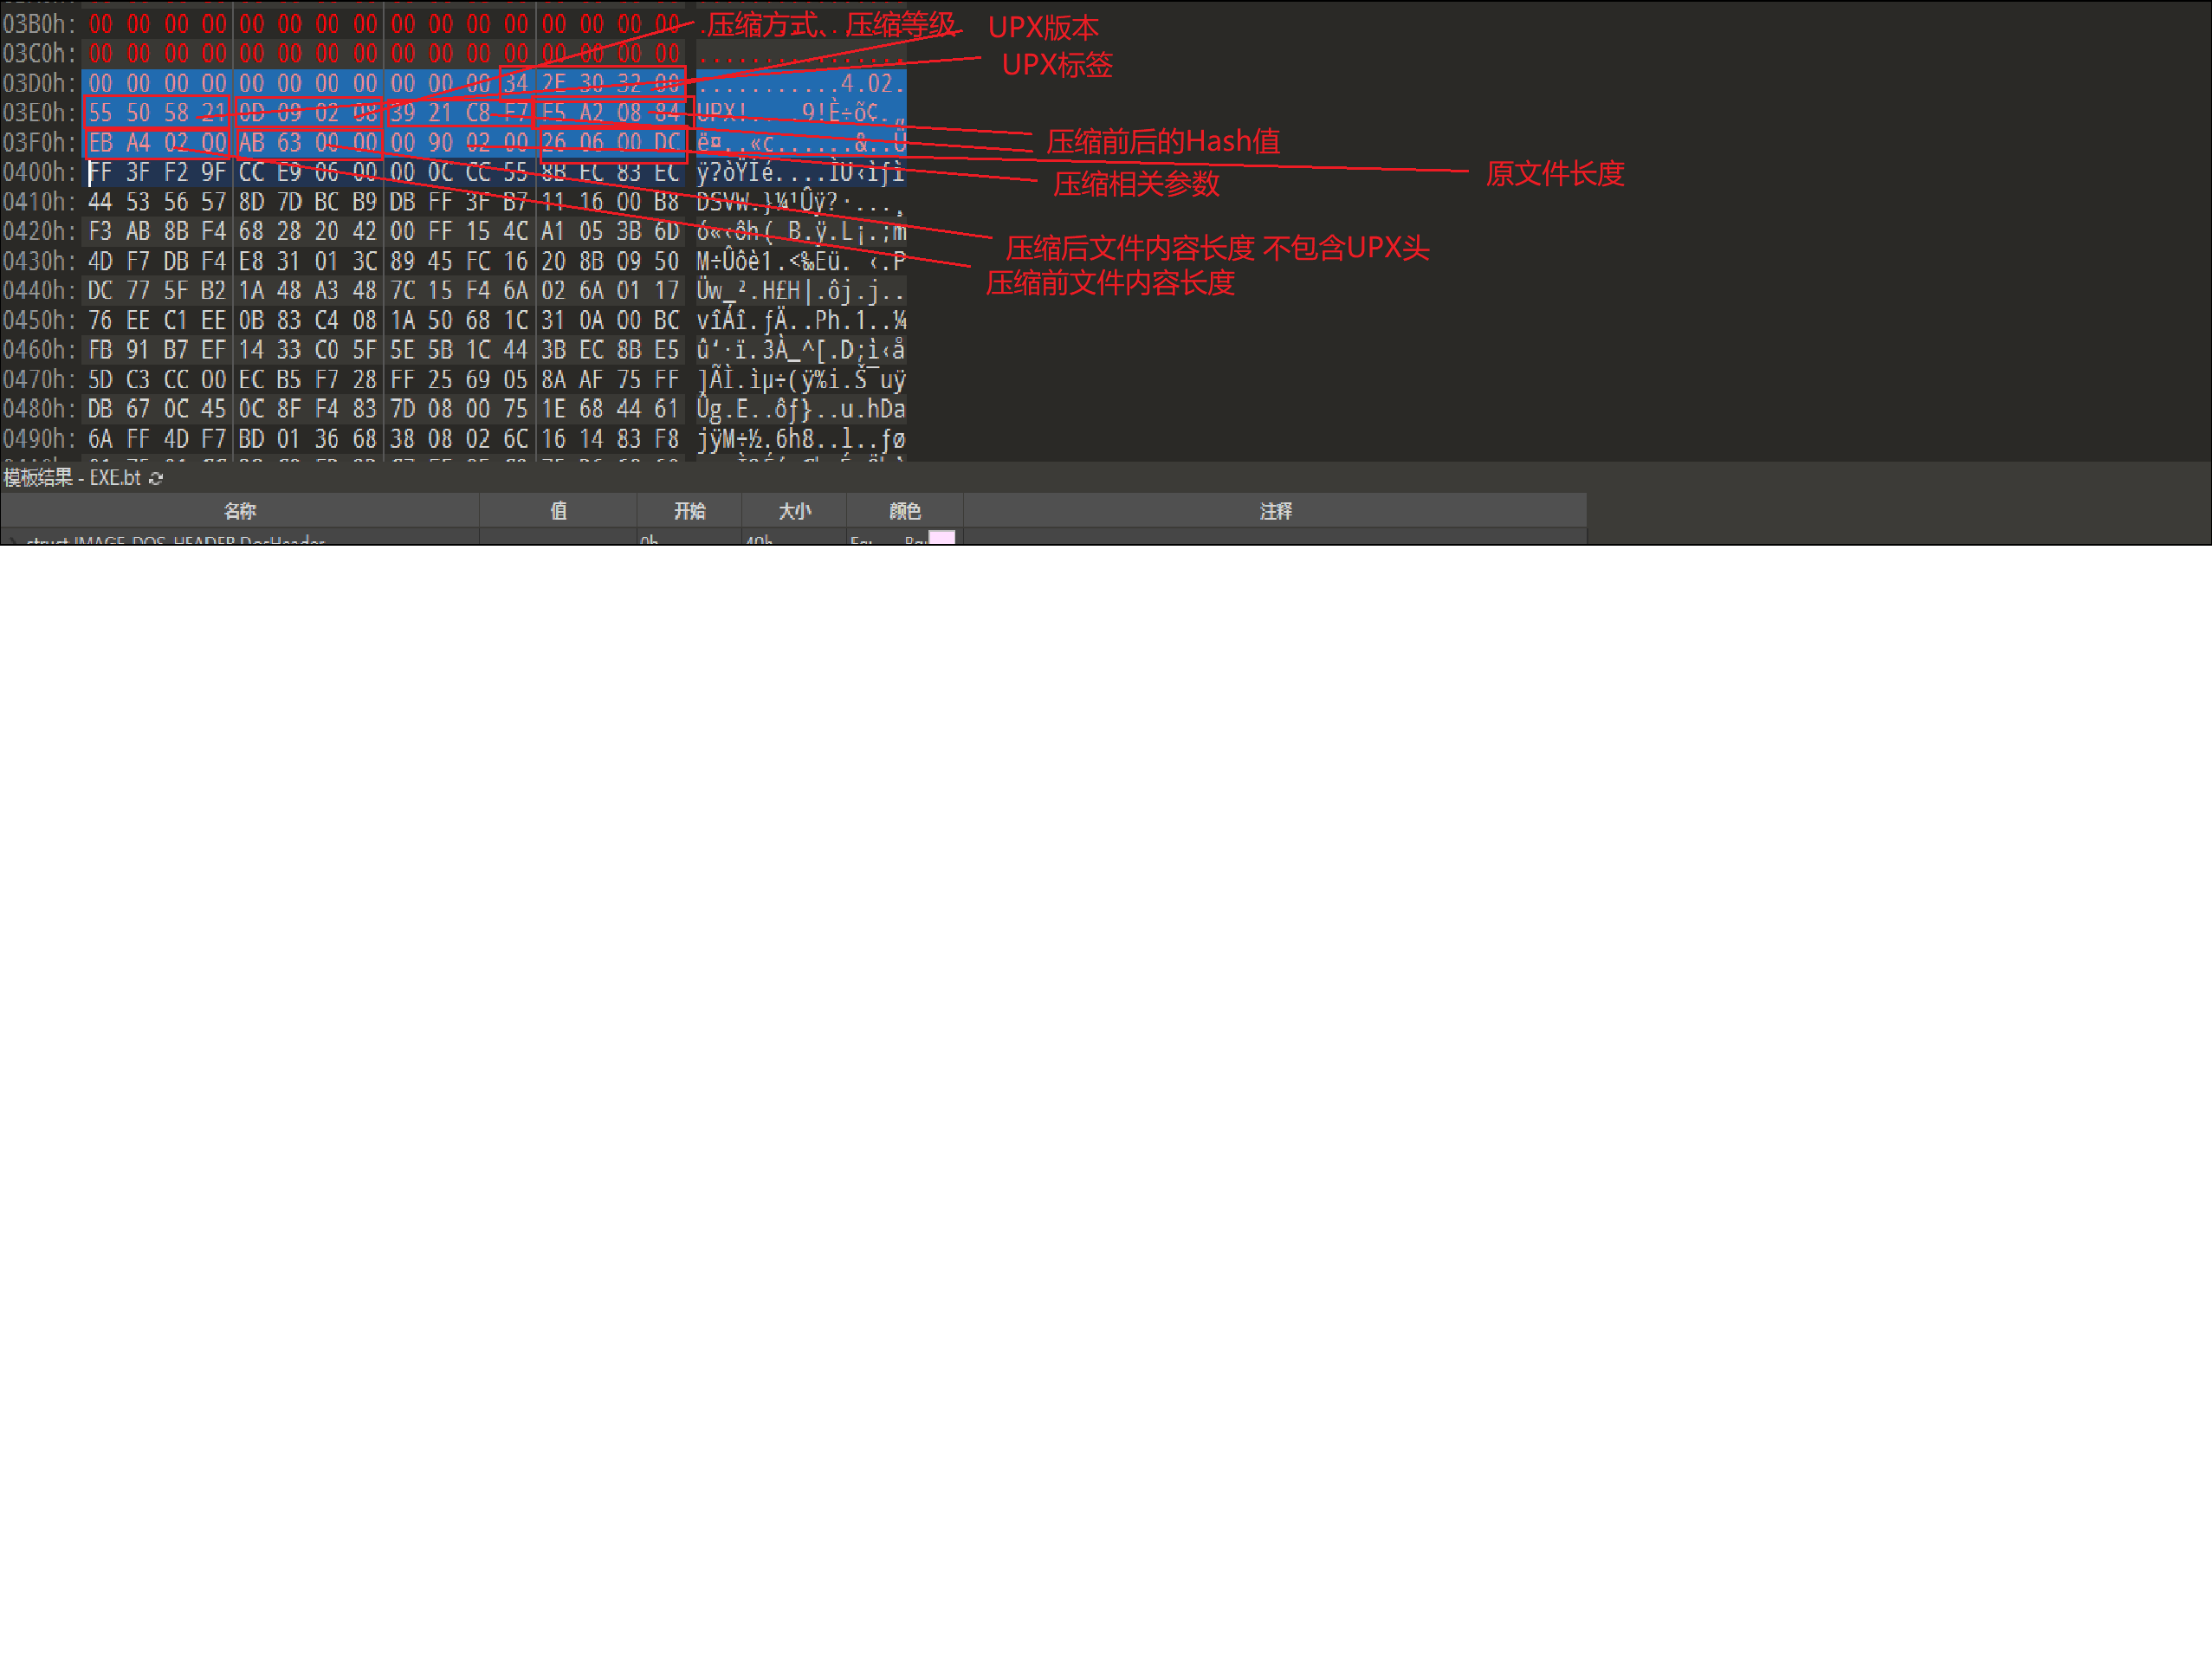 03B0h: 00 00 00 00 00 00 00 00 00 00 00 00 00 00 00 00 压缩方式、压缩等级 UPX版本
03C0h: 00 00 00 00 00 00 00 00 00 00 00 00 00 00 00 00 ................ UPX标签
03D0h: 00 00 00 00 00 00 00 00 00 00 00 34 2E 30 32 00 ...........4.02.
03E0h: 55 50 58 21 0D 09 02 08 39 21 C8 F7 F5 A2 08 84 UPX!....9!È÷õ¢.„
压缩前后的Hash值
03F0h: EB A4 02 00 AB 63 00 00 00 90 02 00 26 06 00 DC ë¤..«c......&..Ü
0400h: FF 3F F2 9F CC E9 06 00 00 0C CC 55 8B EC 83 EC ÿ?òŸÌé....ÌU‹ìƒì
原文件长度
压缩相关参数
0410h: 44 53 56 57 8D 7D BC B9 DB FF 3F B7 11 16 00 B8 DSVW.}¼¹Ûÿ?·...¸
0420h: F3 AB 8B F4 68 28 20 42 00 FF 15 4C A1 05 3B 6D ó«‹ôh( B.ÿ.L¡.;m
压缩后文件内容长度 不包含UPX头
0430h: 4D F7 DB F4 E8 31 01 3C 89 45 FC 16 20 8B 09 50 M÷Ûôè1.<‰Eü. ‹.P
压缩前文件内容长度
0440h: DC 77 5F B2 1A 48 A3 48 7C 15 F4 6A 02 6A 01 17 Üw_².H£H|.ôj.j..
0450h: 76 EE C1 EE 0B 83 C4 08 1A 50 68 1C 31 0A 00 BC vîÁî.ƒÄ..Ph.1..¼
0460h: FB 91 B7 EF 14 33 C0 5F 5E 5B 1C 44 3B EC 8B E5 û‘·ï.3À_^[.D;ì‹å
0470h: 5D C3 CC 00 EC B5 F7 28 FF 25 69 05 8A AF 75 FF ]ÃÌ.ìµ÷(ÿ%i.Š¯uÿ
0480h: DB 67 0C 45 0C 8F F4 83 7D 08 00 75 1E 68 44 61 Ûg.E..ôƒ}..u.hDa
0490h: 6A FF 4D F7 BD 01 36 68 38 08 02 6C 16 14 83 F8 jÿM÷½.6h8..l..ƒø
模板结果 - EXE.bt
名称 值 开始 大小 颜色 注释
struct IMAGE_DOS_HEADER DosHeader 0h 40h Fg: Bg: